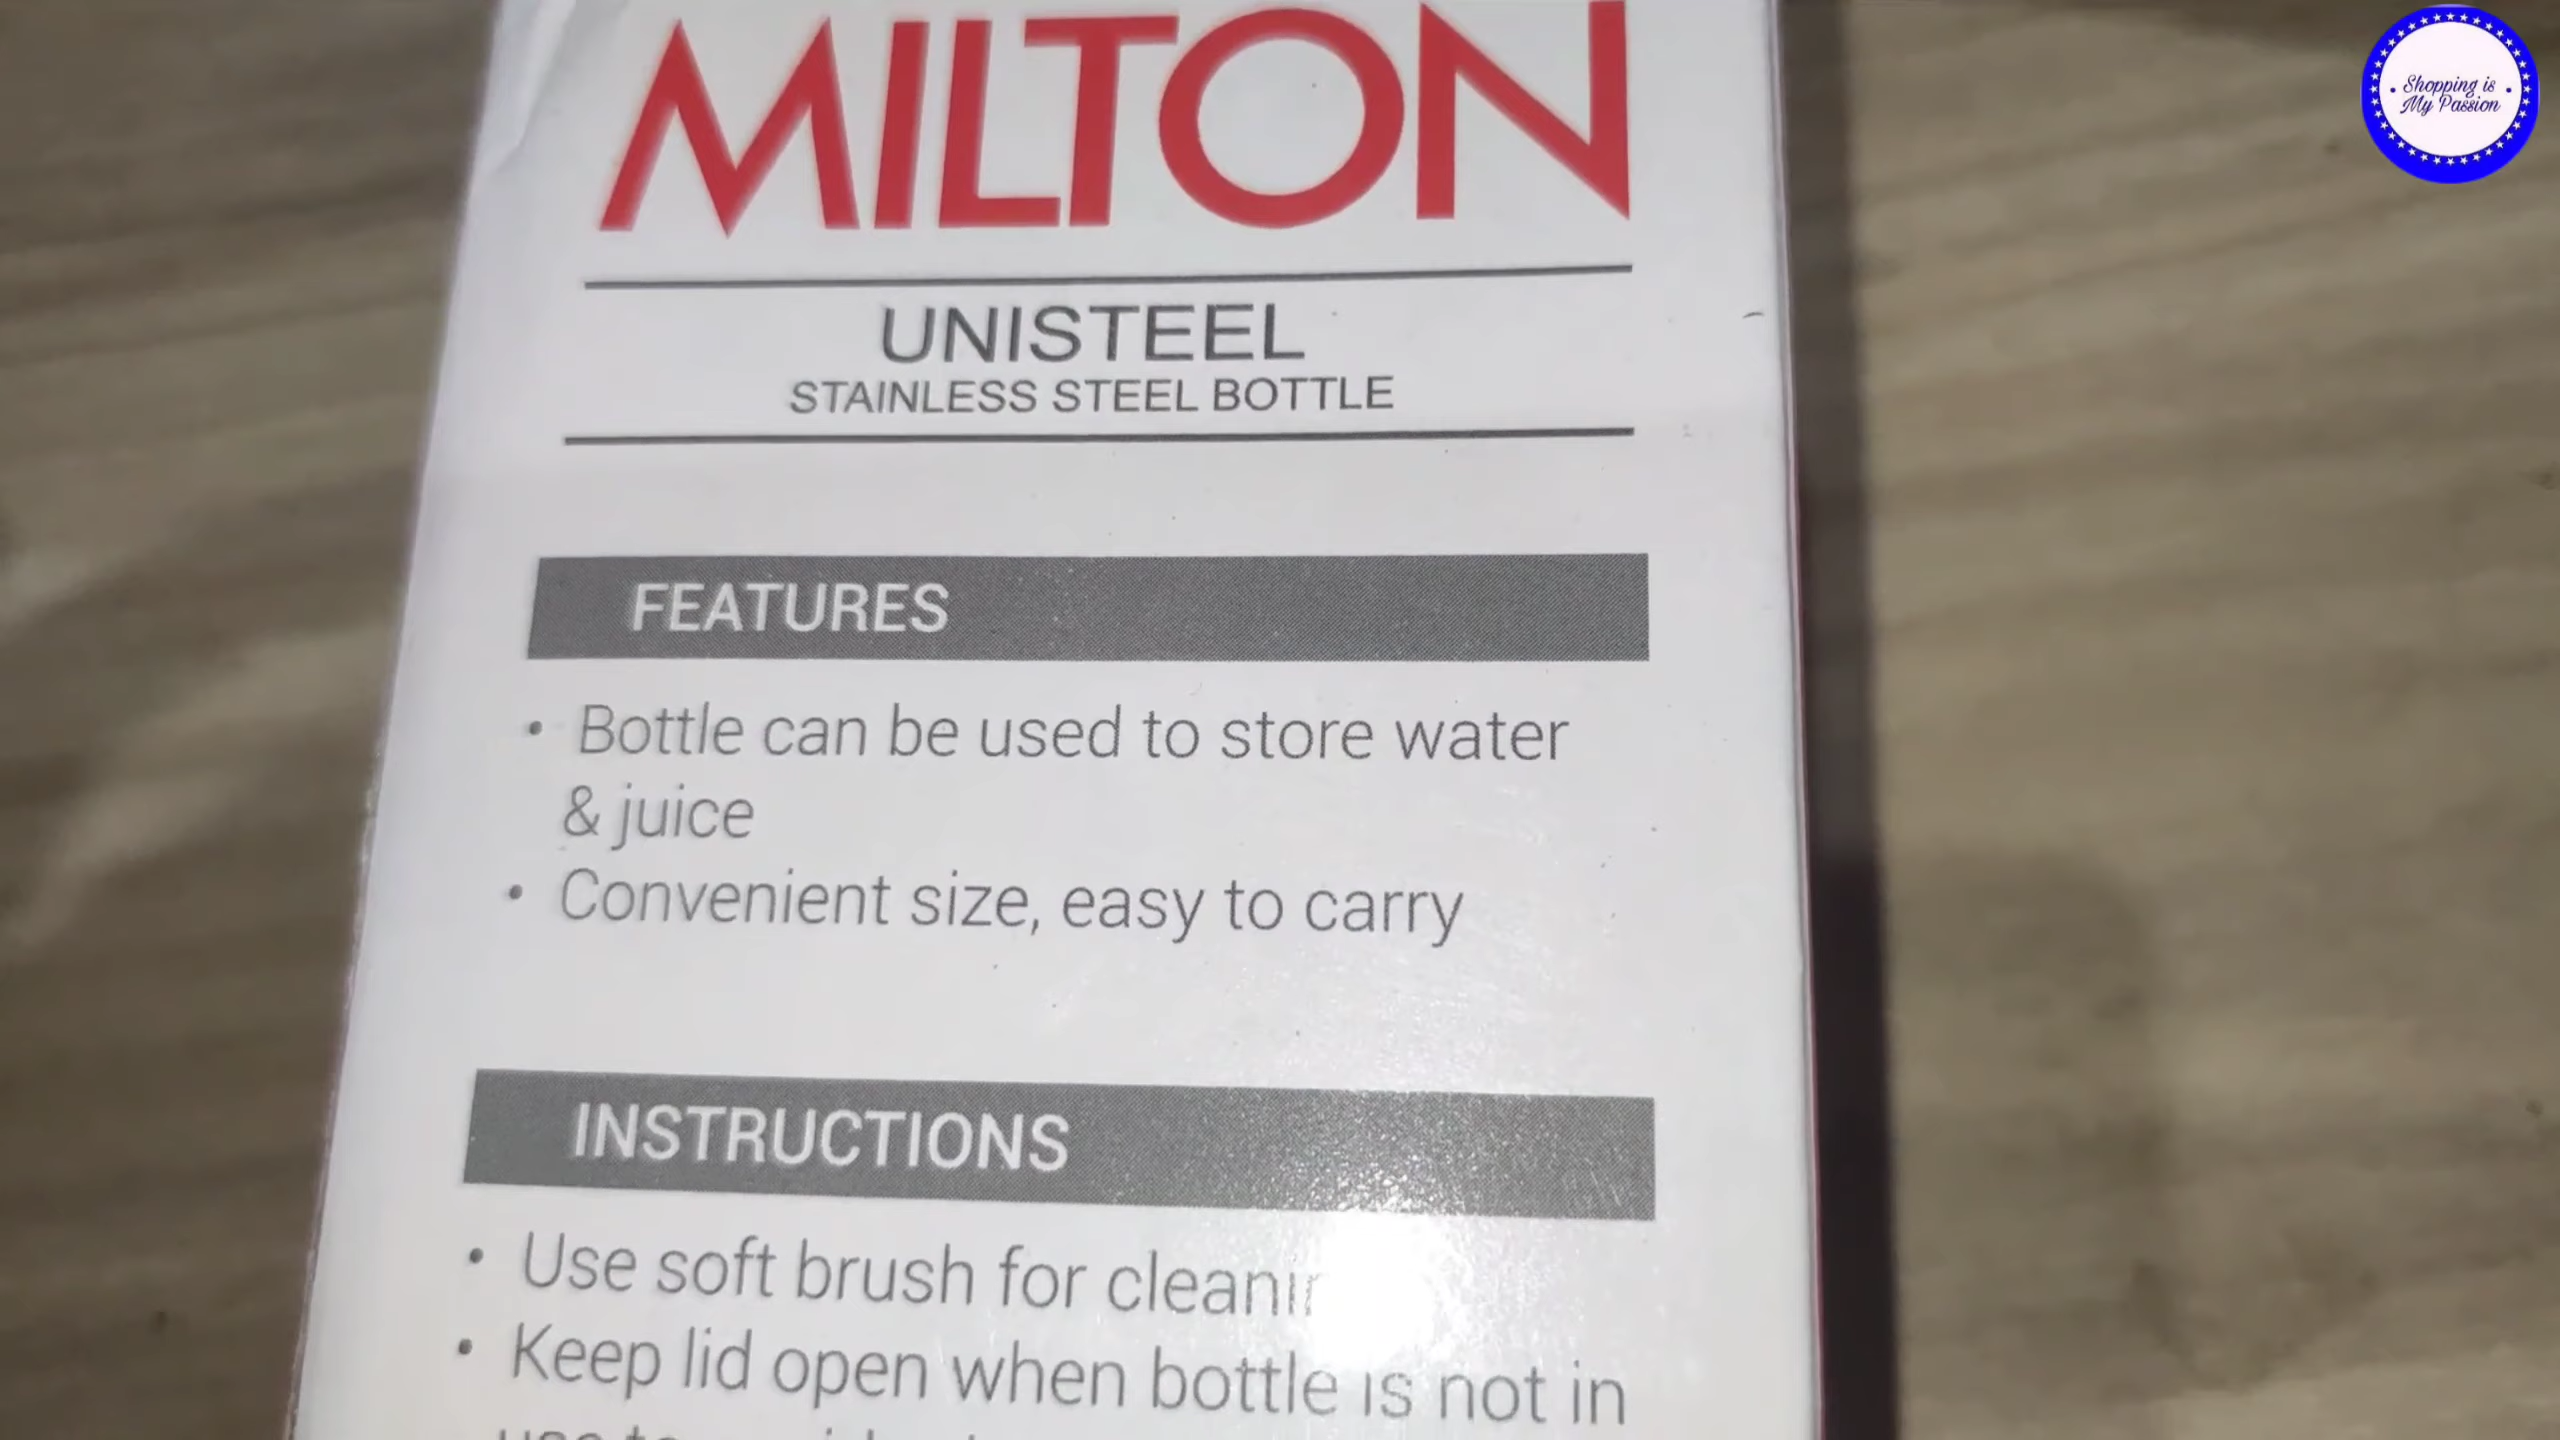 MILTON
UNISTEEL
STAINLESS STEEL BOTTLE
FEATURES
• Bottle can be used to store water
& juice
• Convenient size, easy to carry
INSTRUCTIONS
• Use soft brush for
• Keep lid open when bottle is not in
Shopping is
My Passion